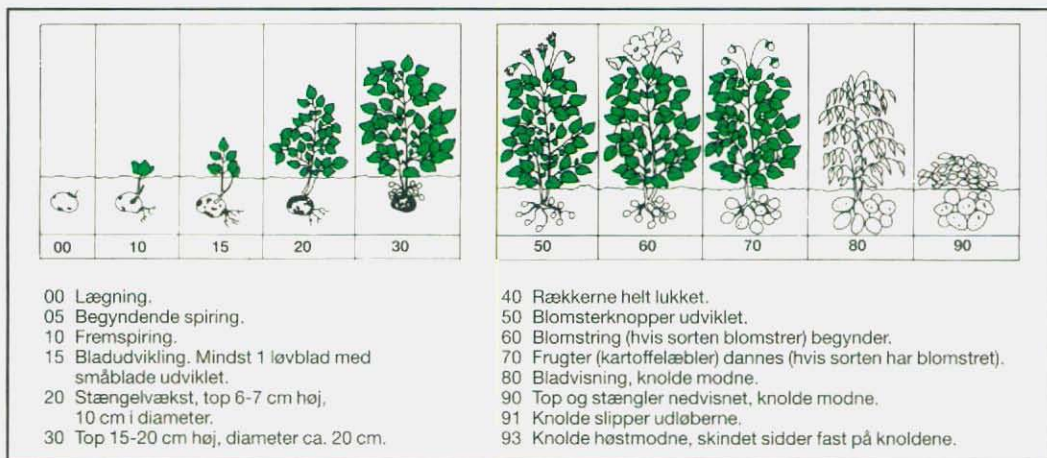 00 10 15 20 30
50 60 70 80 90
00 Lægning.
05 Begyndende spiring.
10 Fremspiring.
15 Bladudvikling. Mindst 1 løvblad med
småblade udviklet.
20 Stængelvækst, top 6-7 cm høj,
10 cm i diameter.
30 Top 15-20 cm høj, diameter ca. 20 cm.
40 Rækkerne helt lukket.
50 Blomsterknopper udviklet.
60 Blomstring (hvis sorten blomstrer) begynder.
70 Frugter (kartoffelæbler) dannes (hvis sorten har blomstret).
80 Bladvisning, knolde modne.
90 Top og stængler nedvisnet, knolde modne.
91 Knolde slipper udløberne.
93 Knolde høstmodne, skindet sidder fast på knoldene.